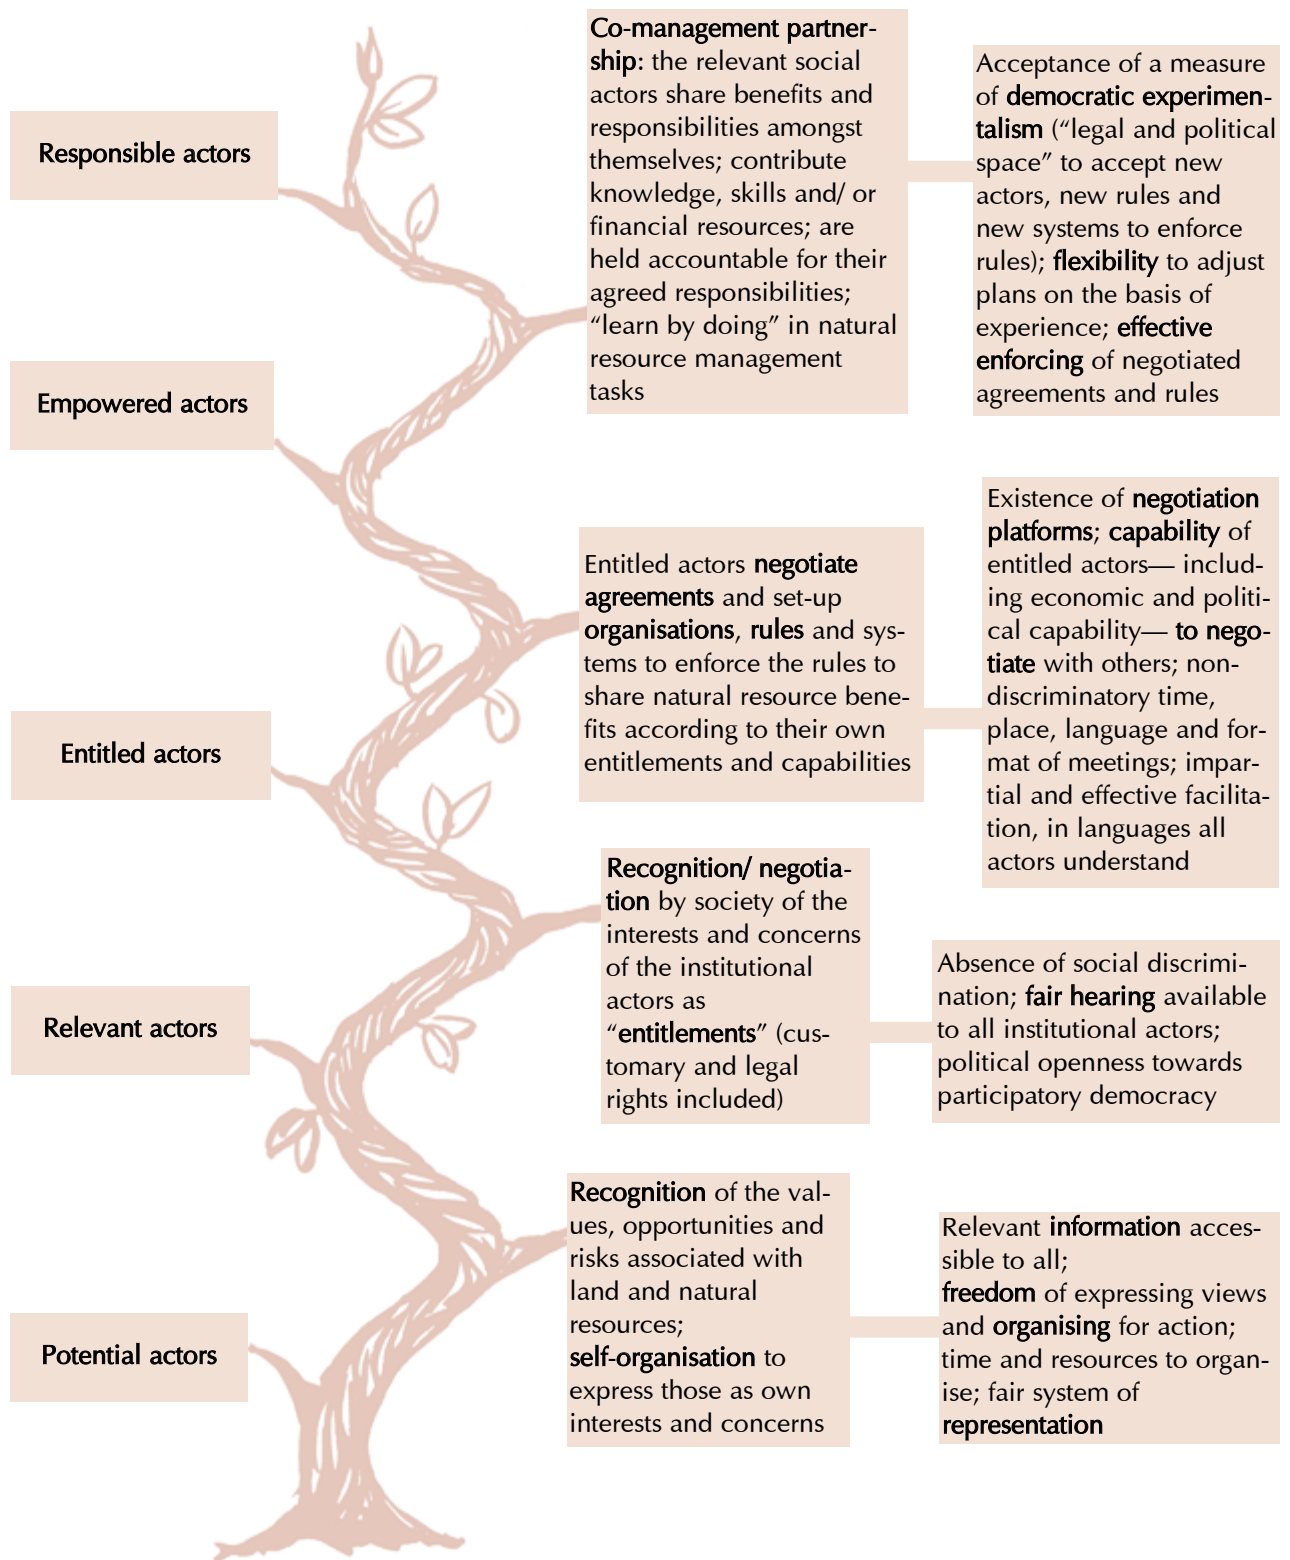 Responsible actors
Co-management partner-
ship: the relevant social
actors share benefits and
responsibilities amongst
themselves; contribute
knowledge, skills and/ or
financial resources; are
held accountable for their
agreed responsibilities;
“learn by doing” in natural
resource management
tasks
Acceptance of a measure
of democratic experimen-
talism (“legal and political
space” to accept new
actors, new rules and
new systems to enforce
rules); flexibility to adjust
plans on the basis of
experience; effective
enforcing of negotiated
agreements and rules
Empowered actors
Entitled actors negotiate
agreements and set-up
organisations, rules and sys-
tems to enforce the rules to
share natural resource bene-
fits according to their own
entitlements and capabilities
Existence of negotiation
platforms; capability of
entitled actors— includ-
ing economic and politi-
cal capability— to nego-
tiate with others; non-
discriminatory time,
place, language and for-
mat of meetings; impar-
tial and effective facilita-
tion, in languages all
actors understand
Entitled actors
Recognition/ negotia-
tion by society of the
interests and concerns
of the institutional
actors as
“entitlements” (cus-
tomary and legal
rights included)
Absence of social discrimi-
nation; fair hearing available
to all institutional actors;
political openness towards
participatory democracy
Relevant actors
Recognition of the val-
ues, opportunities and
risks associated with
land and natural
resources;
self-organisation to
express those as own
interests and concerns
Relevant information acces-
sible to all;
freedom of expressing views
and organising for action;
time and resources to organ-
ise; fair system of
representation
Potential actors